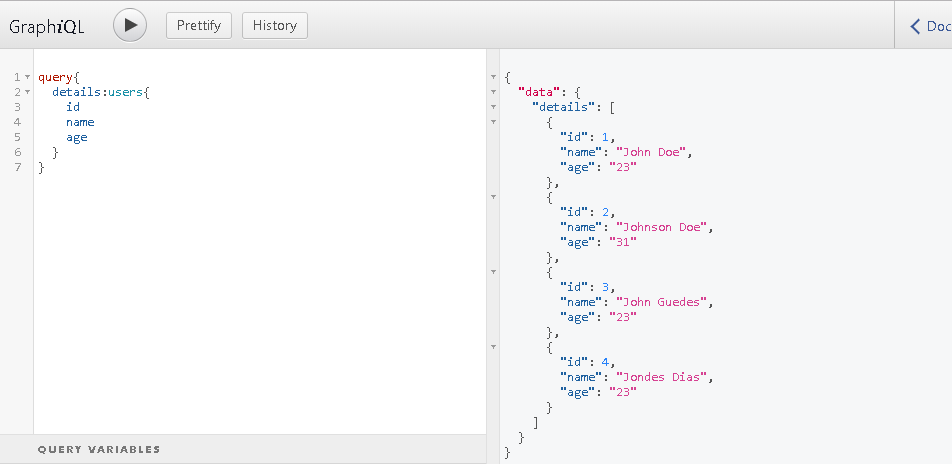 GraphiQL
Prettify
History
Doc
1 query{
2 details:users{
3 id
4 name
5 age
6 }
7 }
QUERY VARIABLES
{
"data": {
"details": [
{
"id": 1,
"name": "John Doe",
"age": "23"
},
{
"id": 2,
"name": "Johnson Doe",
"age": "31"
},
{
"id": 3,
"name": "John Guedes",
"age": "23"
},
{
"id": 4,
"name": "Jondes Dias",
"age": "23"
}
]
}
}